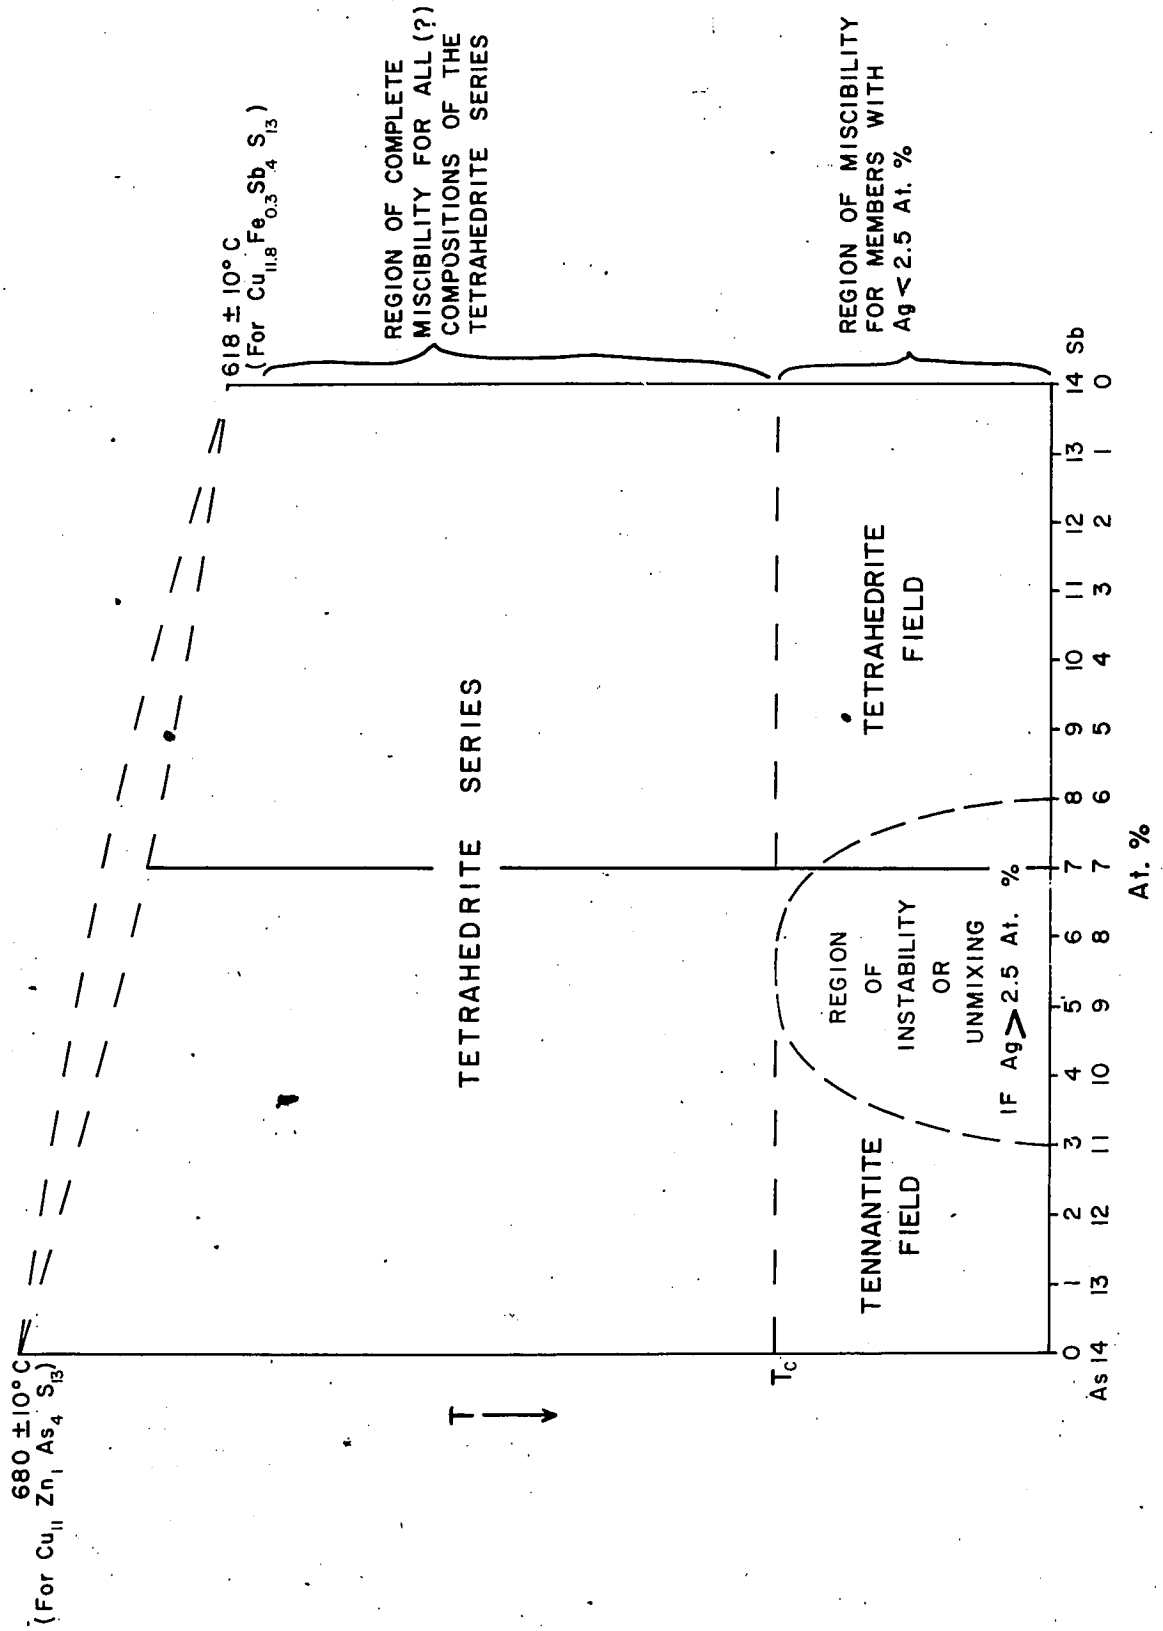 680 ±10°C
(For Cu₁₁ Zn₁ As₄ S₁₃)
618 ± 10°C
(For Cu₁₁.₈ Fe₀.₃ Sb₄ S₁₃)
REGION OF COMPLETE
MISCIBILITY FOR ALL (?)
COMPOSITIONS OF THE
TETRAHEDRITE SERIES
TETRAHEDRITE SERIES
T
Tc
REGION OF MISCIBILITY
FOR MEMBERS WITH
Ag < 2.5 At. %
TENNANTITE
FIELD
REGION
OF
INSTABILITY
OR
UNMIXING
IF Ag > 2.5 At. %
TETRAHEDRITE
FIELD
0 1 2 3 4 5 6 7 8 9 10 11 12 13 14 Sb
As 14 13 12 11 10 9 8 7 6 5 4 3 2 1 0
At. %